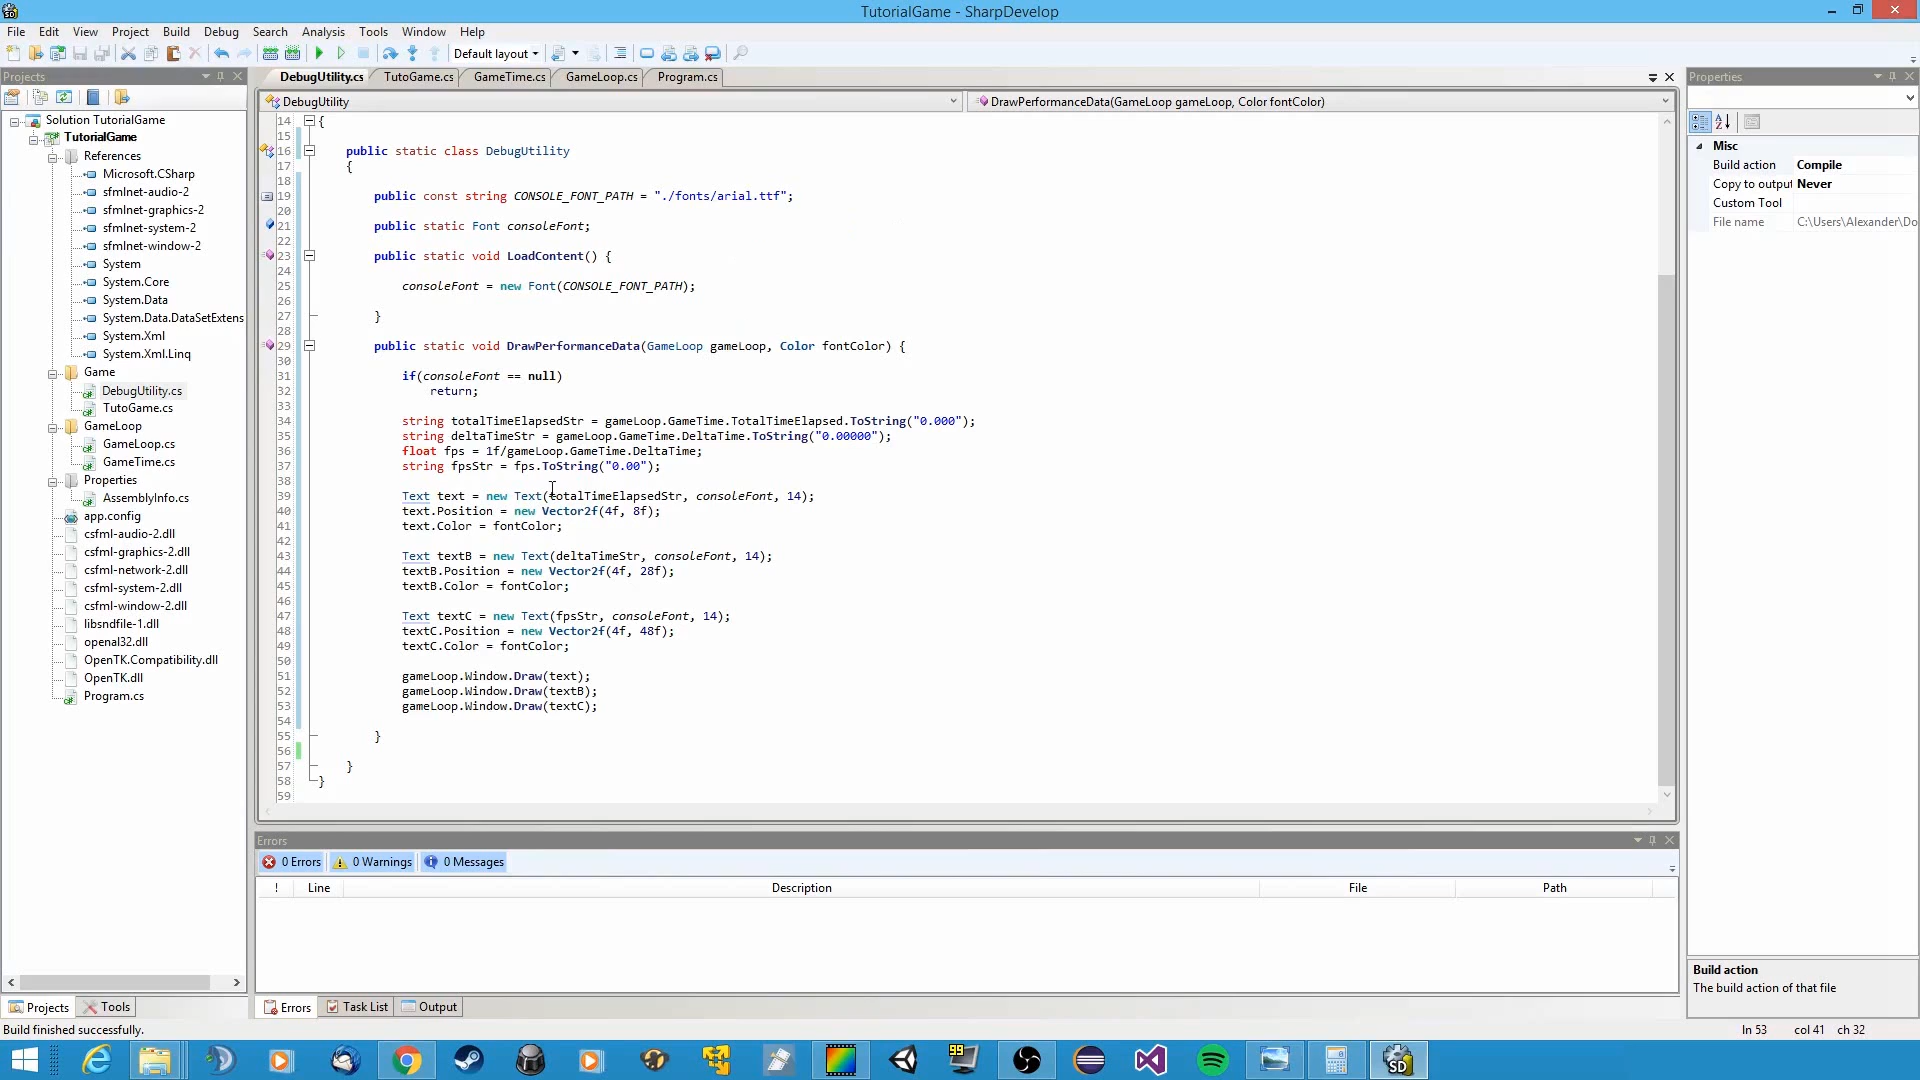 TutorialGame - SharpDevelop
File Edit View Project Build Debug Search Analysis Tools Window Help
Default layout
Projects
DebugUtility.cs TutoGame.cs GameTime.cs GameLoop.cs Program.cs
Properties
DebugUtility
DrawPerformanceData(GameLoop gameLoop, Color fontColor)
Solution TutorialGame
TutorialGame
References
Microsoft.CSharp
sfmlnet-audio-2
sfmlnet-graphics-2
sfmlnet-system-2
sfmlnet-window-2
System
System.Core
System.Data
System.Data.DataSetExtens
System.Xml
System.Xml.Linq
Game
DebugUtility.cs
TutoGame.cs
GameLoop
GameLoop.cs
GameTime.cs
Properties
AssemblyInfo.cs
app.config
csfml-audio-2.dll
csfml-graphics-2.dll
csfml-network-2.dll
csfml-system-2.dll
csfml-window-2.dll
libsndfile-1.dll
openal32.dll
OpenTK.Compatibility.dll
OpenTK.dll
Program.cs
Projects Tools
14 {
15
16 public static class DebugUtility
17 {
18
19 public const string CONSOLE_FONT_PATH = "./fonts/arial.ttf";
20
21 public static Font consoleFont;
22
23 public static void LoadContent() {
24
25 consoleFont = new Font(CONSOLE_FONT_PATH);
26
27 }
28
29 public static void DrawPerformanceData(GameLoop gameLoop, Color fontColor) {
30
31 if(consoleFont == null)
32 return;
33
34 string totalTimeElapsedStr = gameLoop.GameTime.TotalTimeElapsed.ToString("0.000");
35 string deltaTimeStr = gameLoop.GameTime.DeltaTime.ToString("0.00000");
36 float fps = 1f/gameLoop.GameTime.DeltaTime;
37 string fpsStr = fps.ToString("0.00");
38
39 Text text = new Text(totalTimeElapsedStr, consoleFont, 14);
40 text.Position = new Vector2f(4f, 8f);
41 text.Color = fontColor;
42
43 Text textB = new Text(deltaTimeStr, consoleFont, 14);
44 textB.Position = new Vector2f(4f, 28f);
45 textB.Color = fontColor;
46
47 Text textC = new Text(fpsStr, consoleFont, 14);
48 textC.Position = new Vector2f(4f, 48f);
49 textC.Color = fontColor;
50
51 gameLoop.Window.Draw(text);
52 gameLoop.Window.Draw(textB);
53 gameLoop.Window.Draw(textC);
54
55 }
56
57 }
58 }
59
Errors
0 Errors 0 Warnings 0 Messages
! Line Description File Path
Errors Task List Output
Misc
Build action Compile
Copy to output Never
Custom Tool
File name C:\Users\Alexander\Do
Build action
The build action of that file
Build finished successfully.
ln 53 col 41 ch 32
99
SD